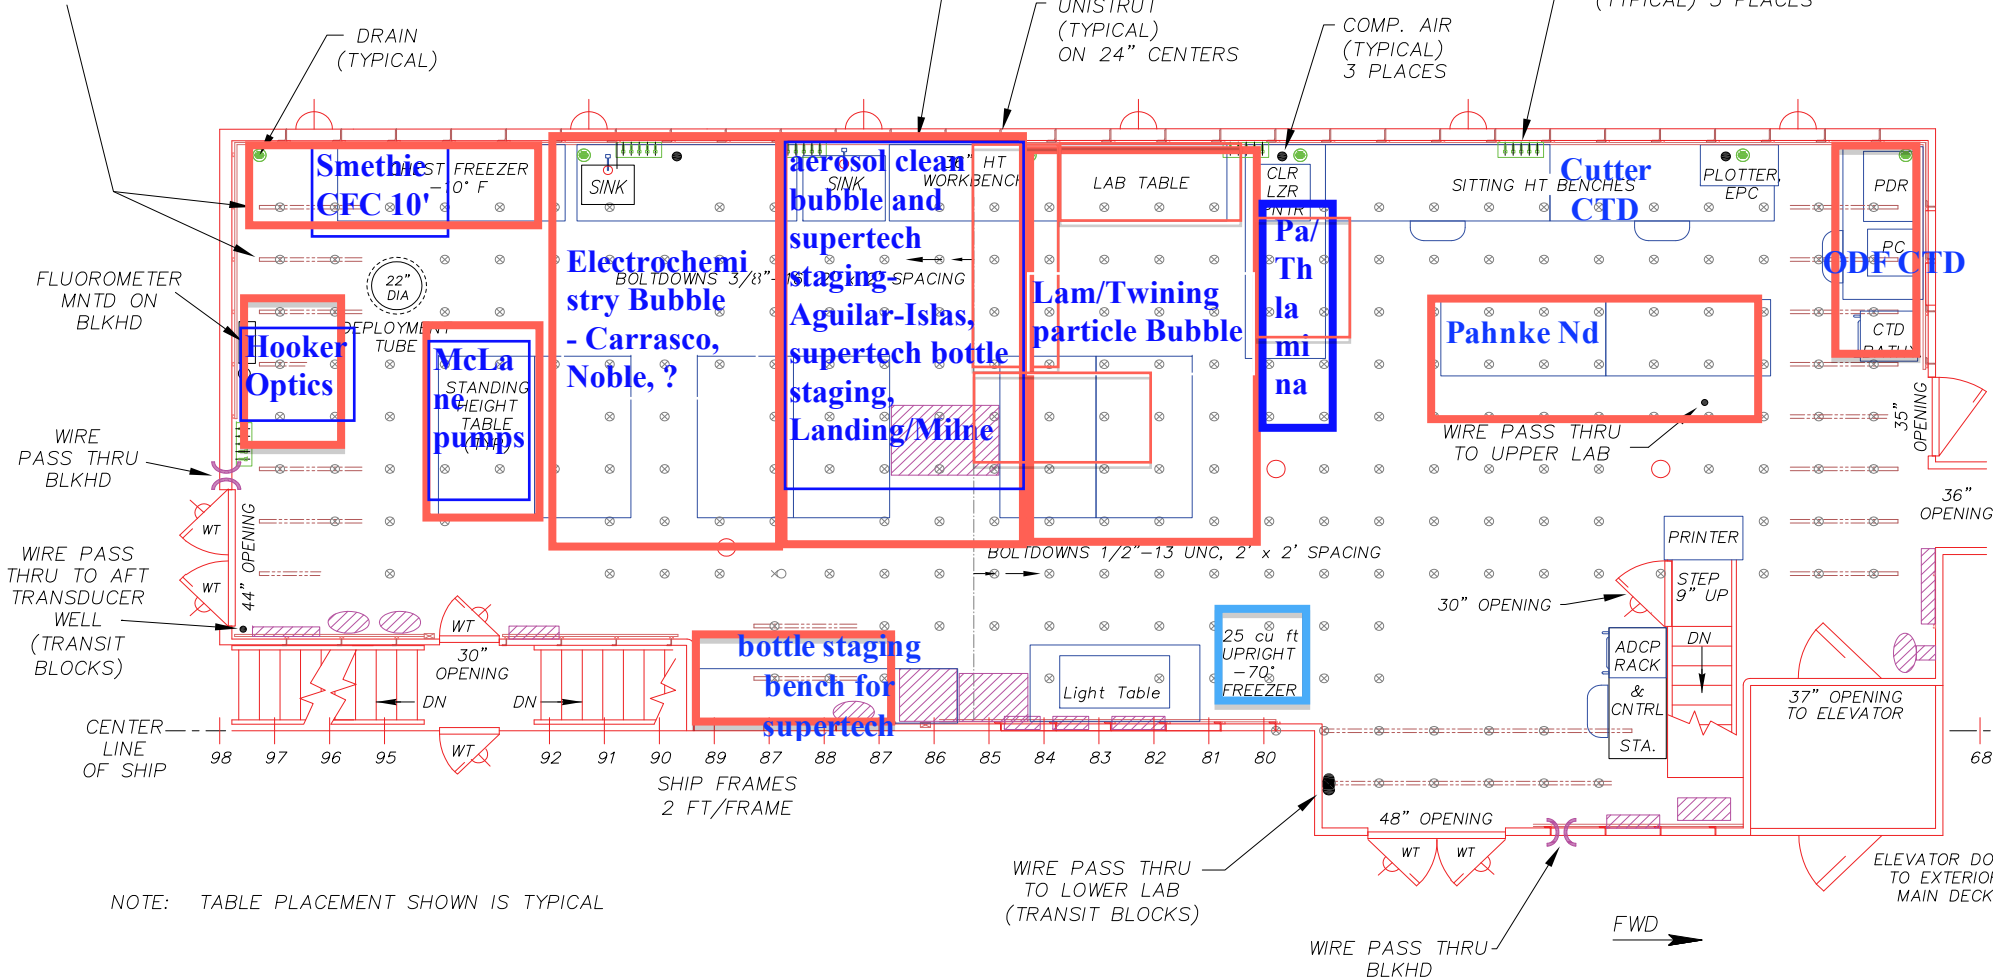 UNISTRUT
(TYPICAL)
ON 24" CENTERS
(TYPICAL) 3 PLACES
DRAIN
(TYPICAL)
COMP. AIR
(TYPICAL)
3 PLACES
Smethie
CFC 10'
CHEST FREEZER
-10° F
SINK
aerosol clean
bubble and
supertech
staging-
Aguilar-Islas,
supertech bottle
staging,
Landing/Milne
SINK
36" HT
WORKBENCH
LAB TABLE
CLR
LZR
PNTR
Cutter
CTD
SITTING HT BENCHES
PLOTTER,
EPC
PDR
PC
ODF CTD
CTD
Pa/
Th
la
mi
na
Electrochemi
stry Bubble
- Carrasco,
Noble, ?
BOLTDOWNS 3/8"
SPACING
Lam/Twining
particle Bubble
Pahnke Nd
22"
DIA
DEPLOYMENT
TUBE
FLUOROMETER
MNTD ON
BLKHD
Hooker
Optics
McLa
ne
pumps
STANDING
HEIGHT
TABLE
(TYP)
WIRE
PASS THRU
BLKHD
WIRE PASS THRU
TO UPPER LAB
35"
OPENING
36"
OPENING
WT
WT
44" OPENING
WIRE PASS
THRU TO AFT
TRANSDUCER
WELL
(TRANSIT
BLOCKS)
BOLTDOWNS 1/2"-13 UNC, 2' x 2' SPACING
PRINTER
STEP
9" UP
30" OPENING
DN
WT
30"
OPENING
DN
DN
WT
bottle staging
bench for
supertech
Light Table
25 cu ft
UPRIGHT
-70°
FREEZER
ADCP
RACK
&
CNTRL
STA.
37" OPENING
TO ELEVATOR
CENTER
LINE
OF SHIP
98 97 96 95 92 91 90 89 87 88 87 86 85 84 83 82 81 80 68
SHIP FRAMES
2 FT/FRAME
48" OPENING
WT
WT
WIRE PASS THRU
TO LOWER LAB
(TRANSIT BLOCKS)
WIRE PASS THRU
BLKHD
ELEVATOR DO
TO EXTERIOR
MAIN DECK
FWD
NOTE: TABLE PLACEMENT SHOWN IS TYPICAL